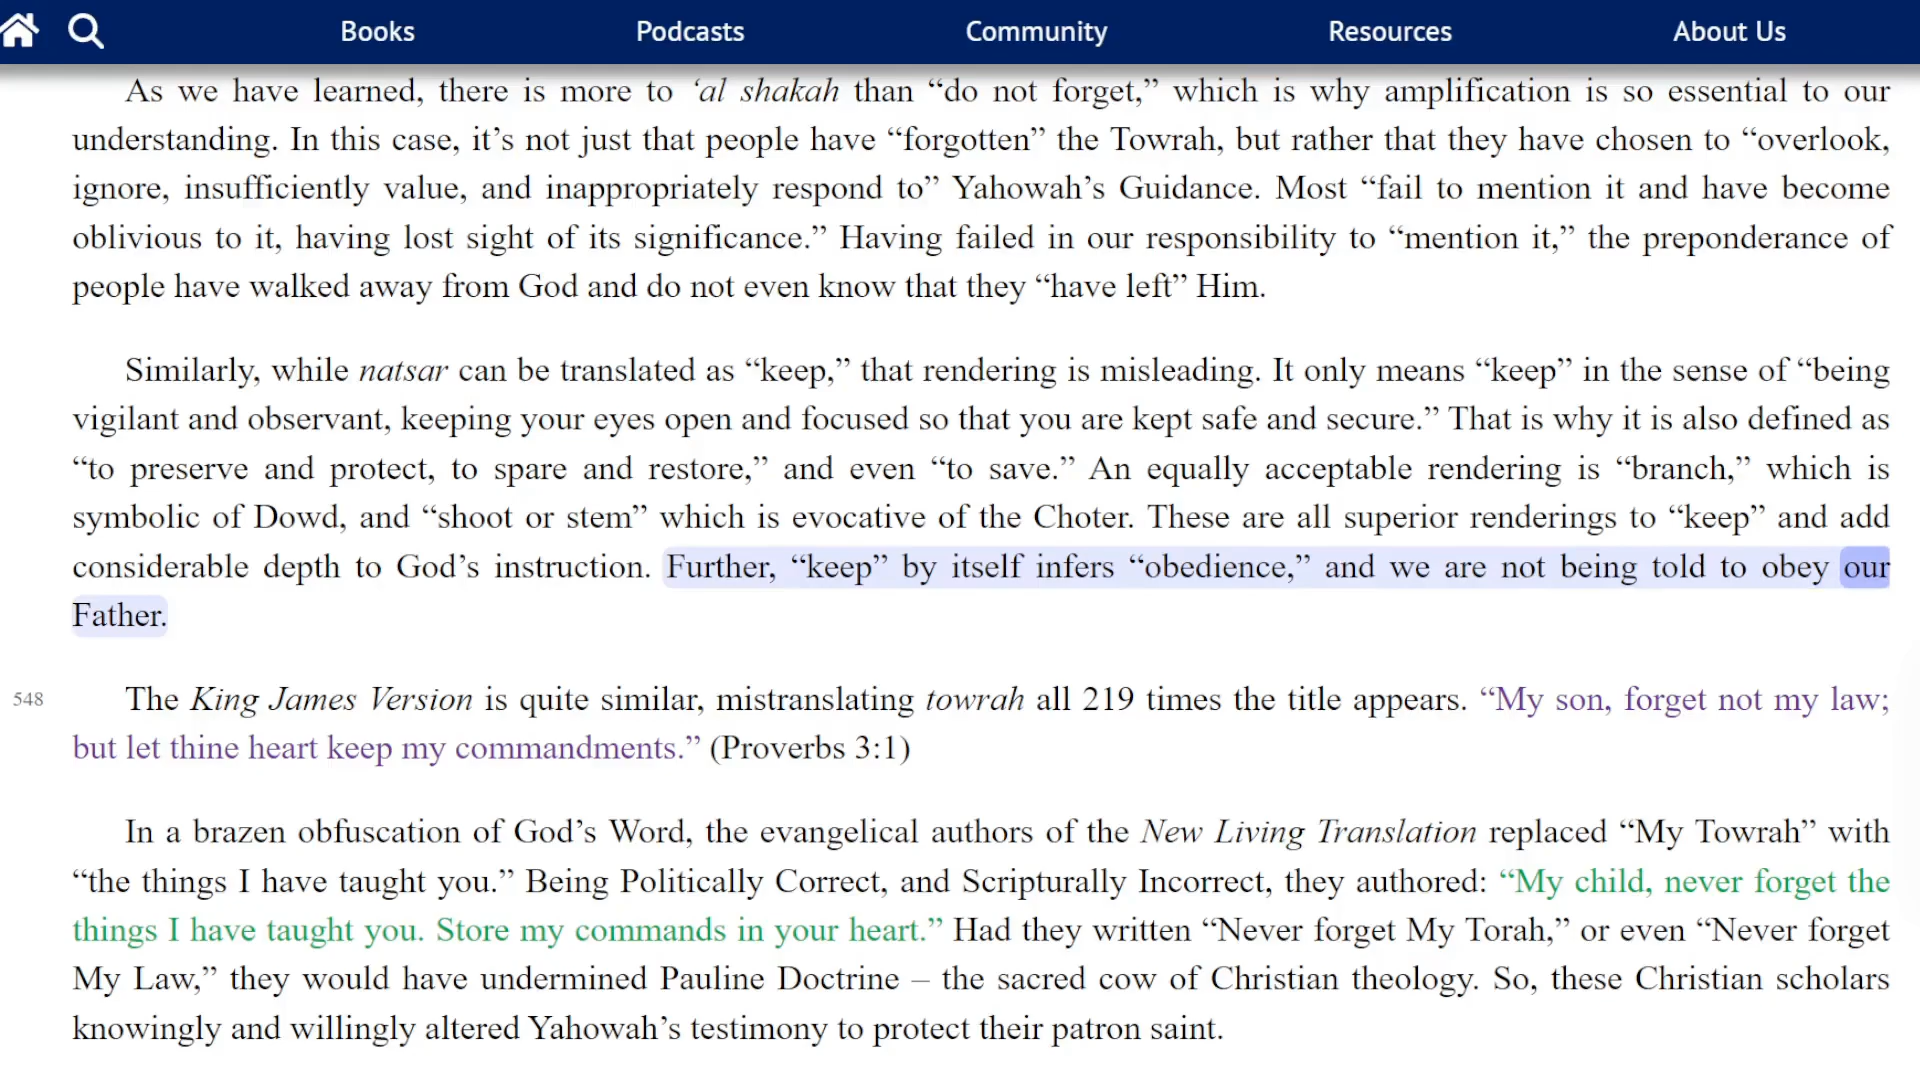 Books Podcasts Community Resources About Us
As we have learned, there is more to ‘al shakah than “do not forget,” which is why amplification is so essential to our
understanding. In this case, it’s not just that people have “forgotten” the Towrah, but rather that they have chosen to “overlook,
ignore, insufficiently value, and inappropriately respond to” Yahowah’s Guidance. Most “fail to mention it and have become
oblivious to it, having lost sight of its significance.” Having failed in our responsibility to “mention it,” the preponderance of
people have walked away from God and do not even know that they “have left” Him.
Similarly, while natsar can be translated as “keep,” that rendering is misleading. It only means “keep” in the sense of “being
vigilant and observant, keeping your eyes open and focused so that you are kept safe and secure.” That is why it is also defined as
“to preserve and protect, to spare and restore,” and even “to save.” An equally acceptable rendering is “branch,” which is
symbolic of Dowd, and “shoot or stem” which is evocative of the Choter. These are all superior renderings to “keep” and add
considerable depth to God’s instruction. Further, “keep” by itself infers “obedience,” and we are not being told to obey our
Father.
548 The King James Version is quite similar, mistranslating towrah all 219 times the title appears. “My son, forget not my law;
but let thine heart keep my commandments.” (Proverbs 3:1)
In a brazen obfuscation of God’s Word, the evangelical authors of the New Living Translation replaced “My Towrah” with
“the things I have taught you.” Being Politically Correct, and Scripturally Incorrect, they authored: “My child, never forget the
things I have taught you. Store my commands in your heart.” Had they written “Never forget My Torah,” or even “Never forget
My Law,” they would have undermined Pauline Doctrine – the sacred cow of Christian theology. So, these Christian scholars
knowingly and willingly altered Yahowah’s testimony to protect their patron saint.